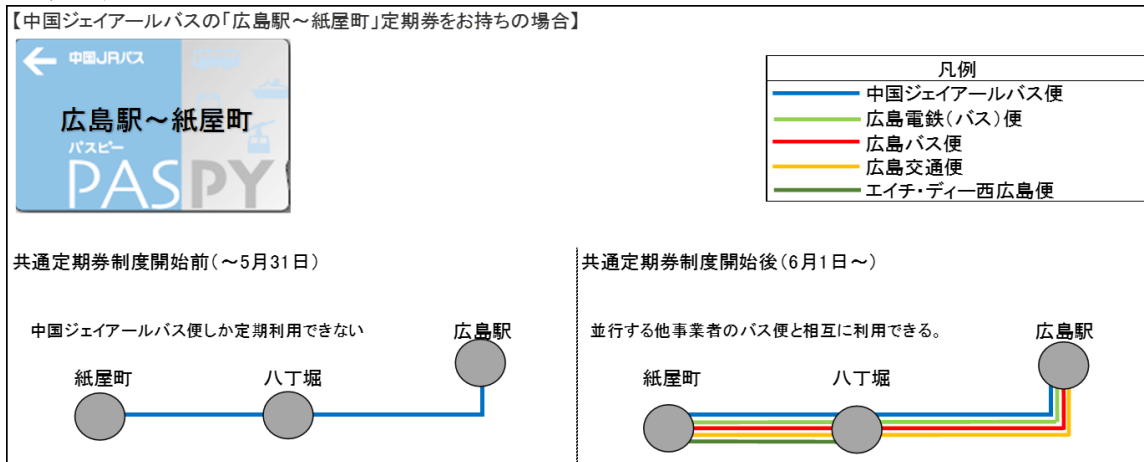 【中国ジェイアールバスの「広島駅～紙屋町」定期券をお持ちの場合】
中国JRバス
広島駅～紙屋町
パスピー
PASPY
凡例
中国ジェイアールバス便
広島電鉄(バス)便
広島バス便
広島交通便
エイチ・ディー西広島便
共通定期券制度開始前(～5月31日)
中国ジェイアールバス便しか定期利用できない
広島駅
紙屋町
八丁堀
共通定期券制度開始後(6月1日～)
並行する他事業者のバス便と相互に利用できる。
広島駅
紙屋町
八丁堀